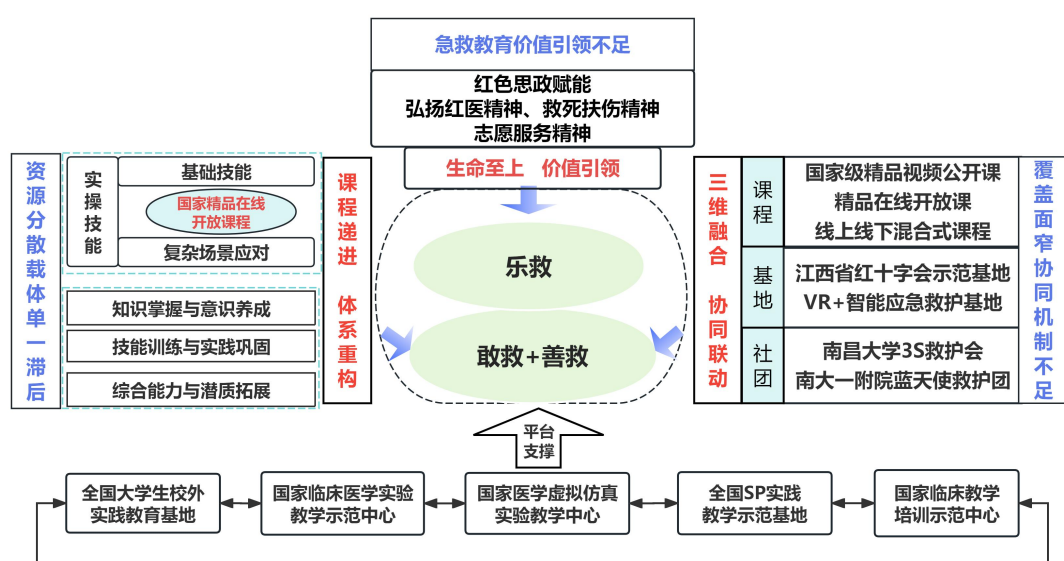 急救教育价值引领不足
红色思政赋能
弘扬红医精神、救死扶伤精神
志愿服务精神
生命至上 价值引领
资源分散载体单一滞后
实操技能
基础技能
国家精品在线
开放课程
复杂场景应对
知识掌握与意识养成
技能训练与实践巩固
综合能力与潜质拓展
课程递进 体系重构
乐救
敢救+善救
三维融合 协同联动
课程
国家级精品视频公开课
精品在线开放课
线上线下混合式课程
基地
江西省红十字会示范基地
VR+智能应急救护基地
社团
南昌大学3S救护会
南大一附院蓝天使救护团
覆盖面窄协同机制不足
平台
支撑
全国大学生校外
实践教育基地
国家临床医学实验
教学示范中心
国家医学虚拟仿真
实验教学中心
全国SP实践
教学示范基地
国家临床教学
培训示范中心